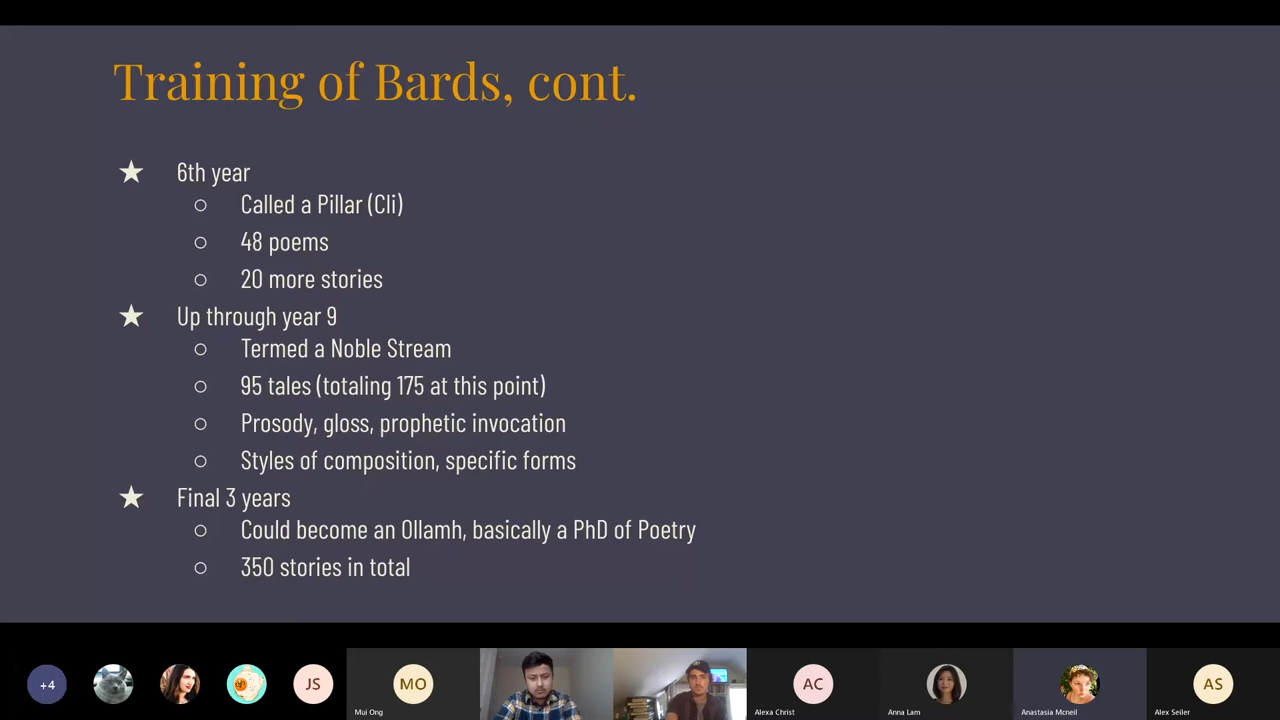 Training of Bards, cont.
★ 6th year
○ Called a Pillar (Cli)
○ 48 poems
○ 20 more stories
★ Up through year 9
○ Termed a Noble Stream
○ 95 tales (totaling 175 at this point)
○ Prosody, gloss, prophetic invocation
○ Styles of composition, specific forms
★ Final 3 years
○ Could become an Ollamh, basically a PhD of Poetry
○ 350 stories in total
+4
JS
MO
AC
AS
Mui Ong
Alexa Christ
Anna Lam
Anastasia Mcneil
Alex Seiler